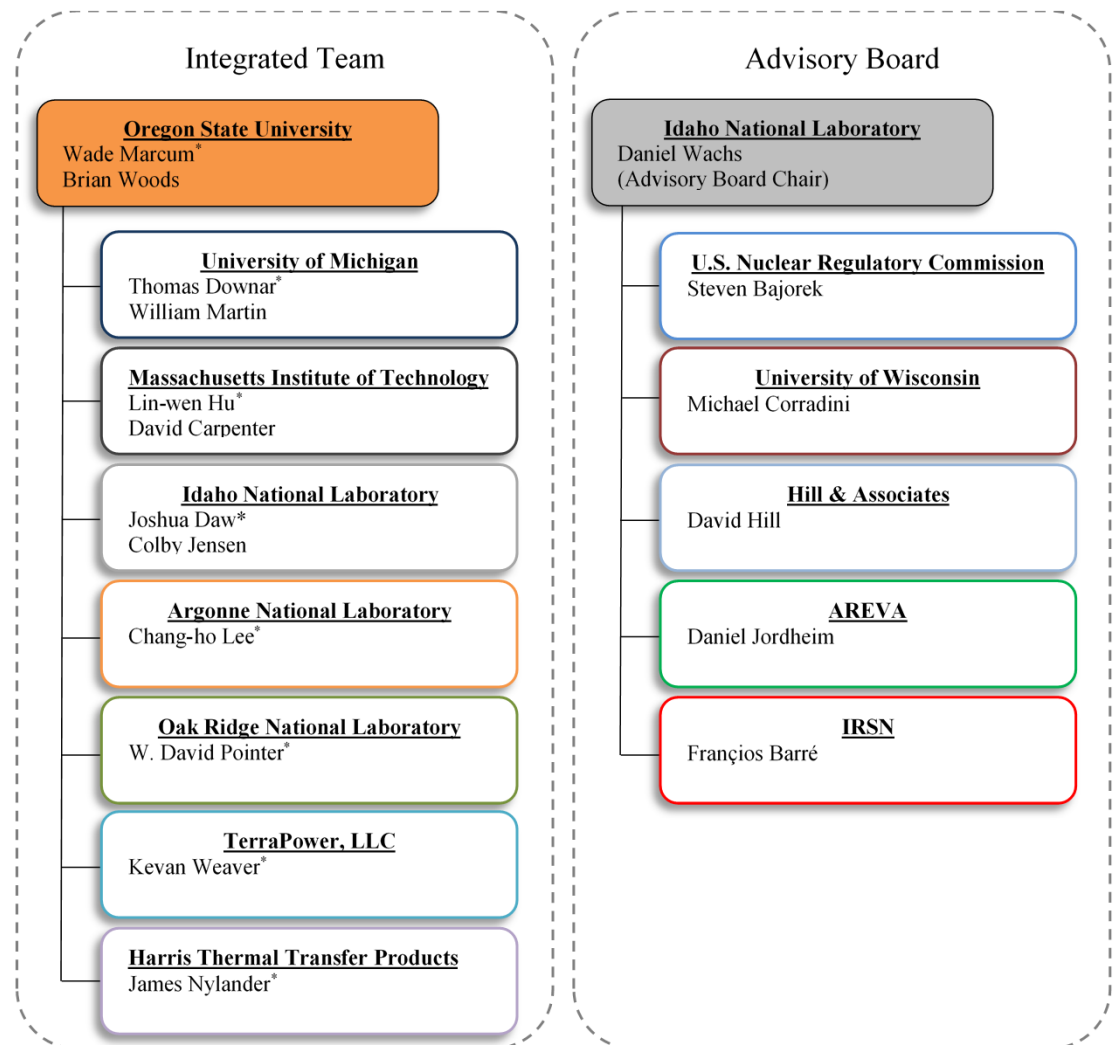 Integrated Team
Oregon State University
Wade Marcum*
Brian Woods
University of Michigan
Thomas Downar*
William Martin
Massachusetts Institute of Technology
Lin-wen Hu*
David Carpenter
Idaho National Laboratory
Joshua Daw*
Colby Jensen
Argonne National Laboratory
Chang-ho Lee*
Oak Ridge National Laboratory
W. David Pointer*
TerraPower, LLC
Kevan Weaver*
Harris Thermal Transfer Products
James Nylander*
Advisory Board
Idaho National Laboratory
Daniel Wachs
(Advisory Board Chair)
U.S. Nuclear Regulatory Commission
Steven Bajorek
University of Wisconsin
Michael Corradini
Hill & Associates
David Hill
AREVA
Daniel Jordheim
IRSN
Françios Barré